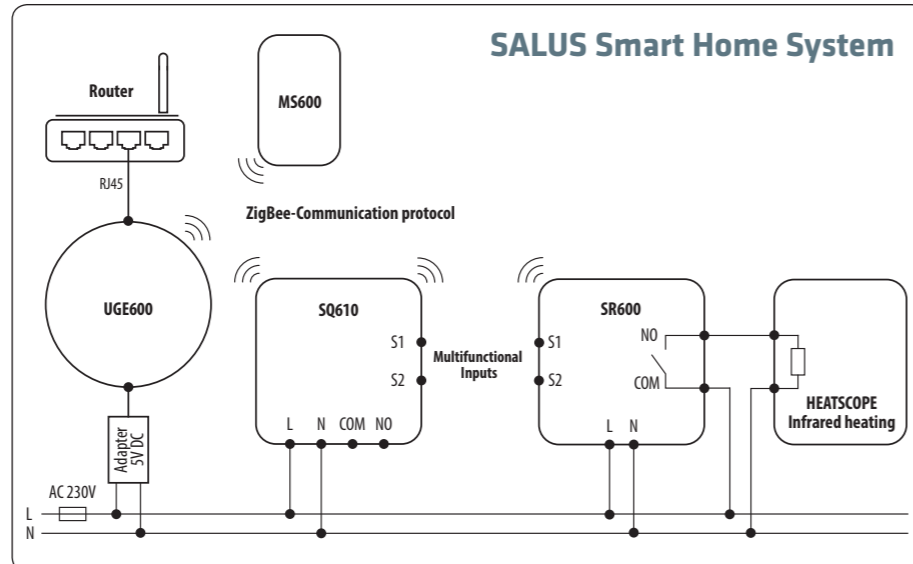 SALUS Smart Home System
Router
MS600
RJ45
ZigBee-Communication protocol
UGE600
SQ610
SR600
S1
S2
Multifunctional
Inputs
S1
S2
NO
COM
HEATSCOPE
Infrared heating
L N COM NO
L N
Adapter
5V DC
AC 230V
L
N